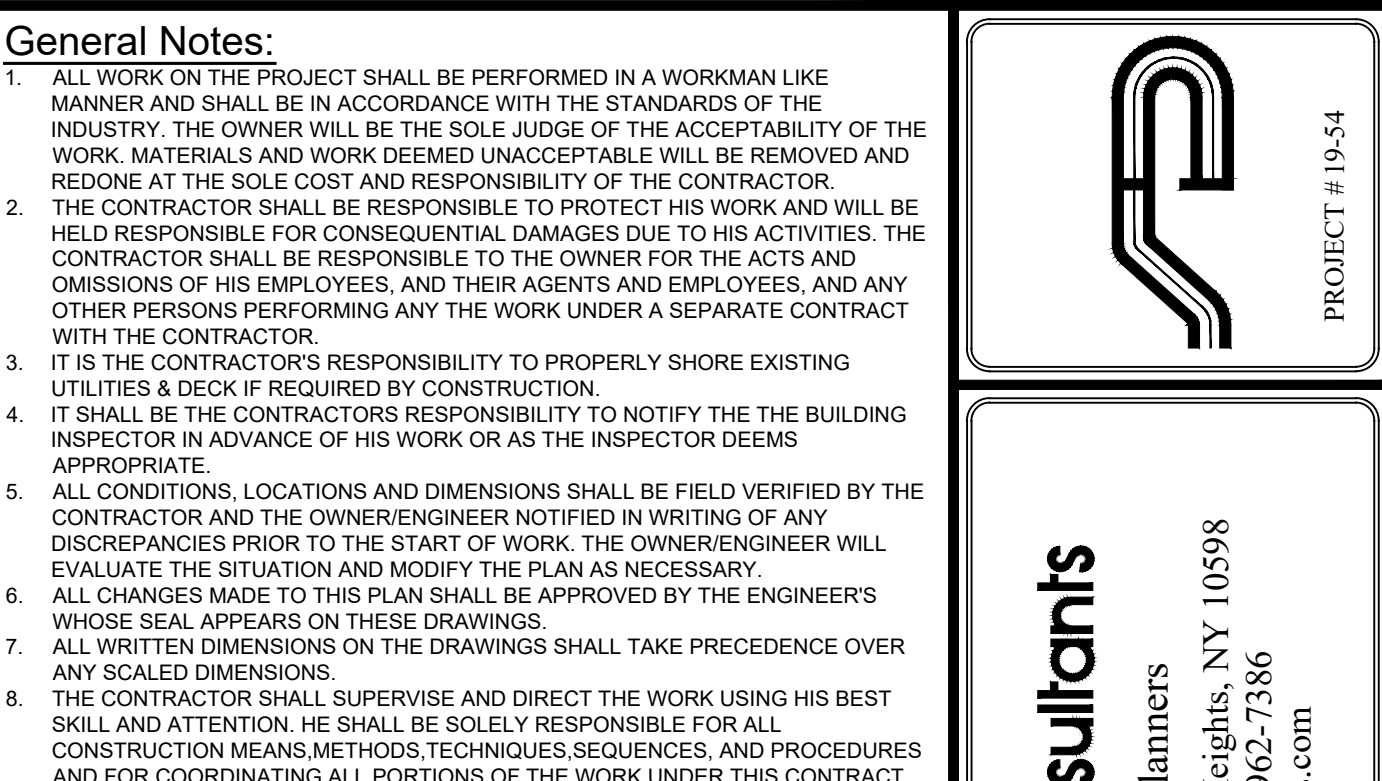 General Notes:
1. ALL WORK ON THE PROJECT SHALL BE PERFORMED IN A WORKMAN LIKE
MANNER AND SHALL BE IN ACCORDANCE WITH THE STANDARDS OF THE
INDUSTRY. THE OWNER WILL BE THE SOLE JUDGE OF THE ACCEPTABILITY OF THE
WORK. MATERIALS AND WORK DEEMED UNACCEPTABLE WILL BE REMOVED AND
REDONE AT THE SOLE COST AND RESPONSIBILITY OF THE CONTRACTOR.
2. THE CONTRACTOR SHALL BE RESPONSIBLE TO PROTECT HIS WORK AND WILL BE
HELD RESPONSIBLE FOR CONSEQUENTIAL DAMAGES DUE TO HIS ACTIVITIES. THE
CONTRACTOR SHALL BE RESPONSIBLE TO THE OWNER FOR THE ACTS AND
OMISSIONS OF HIS EMPLOYEES, AND THEIR AGENTS AND EMPLOYEES, AND ANY
OTHER PERSONS PERFORMING ANY THE WORK UNDER A SEPARATE CONTRACT
WITH THE CONTRACTOR.
3. IT IS THE CONTRACTOR'S RESPONSIBILITY TO PROPERLY SHORE EXISTING
UTILITIES & DECK IF REQUIRED BY CONSTRUCTION.
4. IT SHALL BE THE CONTRACTORS RESPONSIBILITY TO NOTIFY THE THE BUILDING
INSPECTOR IN ADVANCE OF HIS WORK OR AS THE INSPECTOR DEEMS
APPROPRIATE.
5. ALL CONDITIONS, LOCATIONS AND DIMENSIONS SHALL BE FIELD VERIFIED BY THE
CONTRACTOR AND THE OWNER/ENGINEER NOTIFIED IN WRITING OF ANY
DISCREPANCIES PRIOR TO THE START OF WORK. THE OWNER/ENGINEER WILL
EVALUATE THE SITUATION AND MODIFY THE PLAN AS NECESSARY.
6. ALL CHANGES MADE TO THIS PLAN SHALL BE APPROVED BY THE ENGINEER'S
WHOSE SEAL APPEARS ON THESE DRAWINGS.
7. ALL WRITTEN DIMENSIONS ON THE DRAWINGS SHALL TAKE PRECEDENCE OVER
ANY SCALED DIMENSIONS.
8. THE CONTRACTOR SHALL SUPERVISE AND DIRECT THE WORK USING HIS BEST
SKILL AND ATTENTION. HE SHALL BE SOLELY RESPONSIBLE FOR ALL
CONSTRUCTION MEANS,METHODS,TECHNIQUES,SEQUENCES, AND PROCEDURES
AND FOR COORDINATING ALL PORTIONS OF THE WORK UNDER THIS CONTRACT.
PROJECT # 19-54
sultants
lanners
eights, NY 10598
962-7386
.com